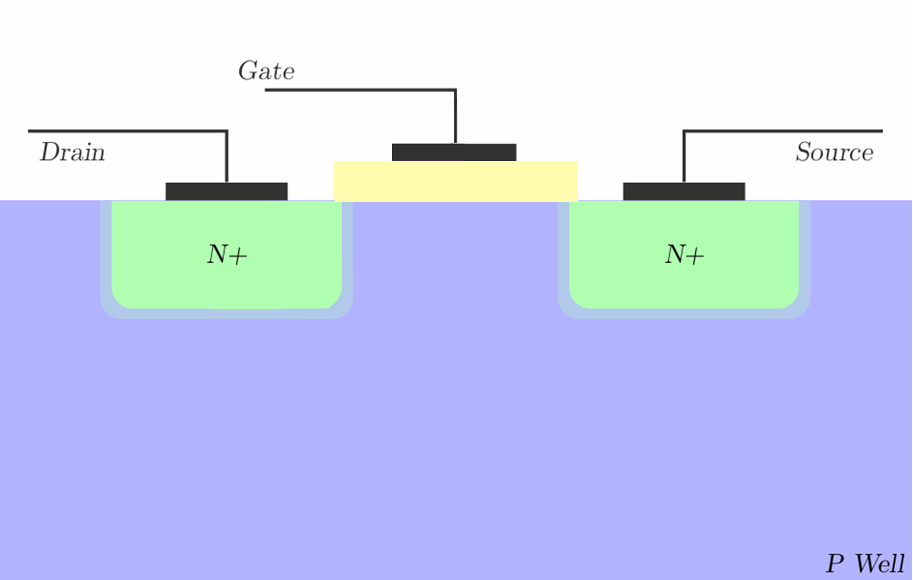 Gate
Drain
Source
N+
N+
P Well